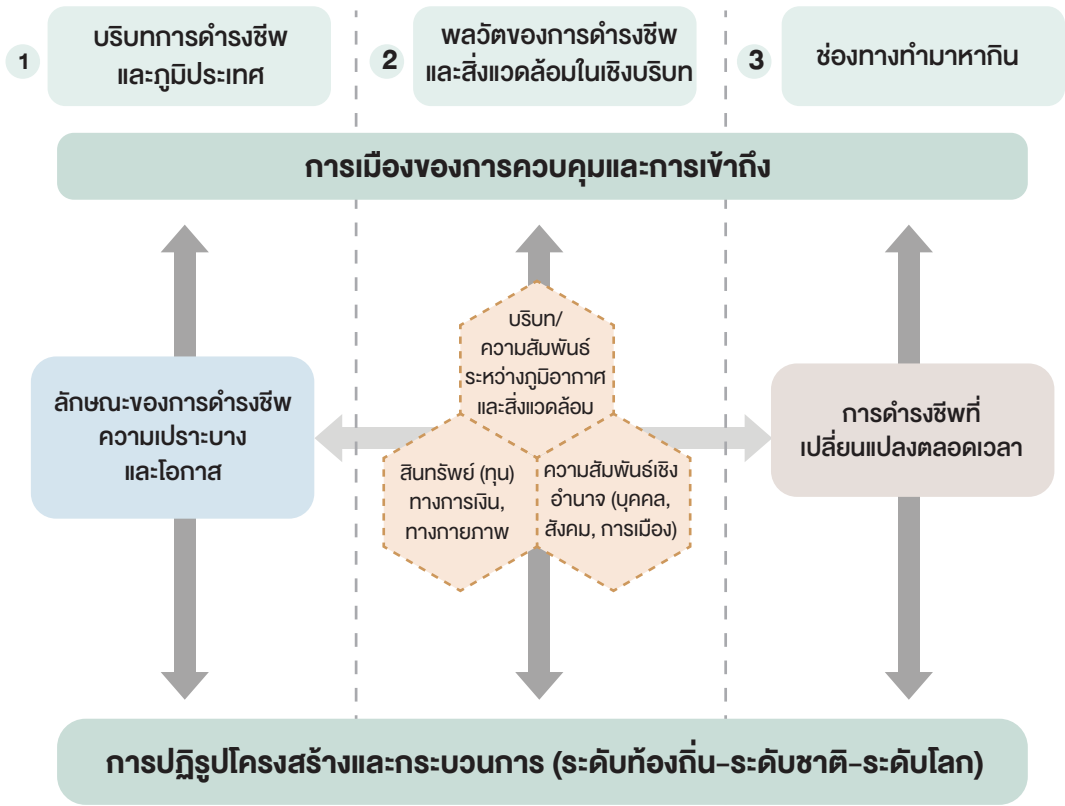 1
บริบทการดำรงชีพ
และภูมิประเทศ
2
พลวัตของการดำรงชีพ
และสิ่งแวดล้อมในเชิงบริบท
3
ช่องทางทำมาหากิน
การเมืองของการควบคุมและการเข้าถึง
บริบท/
ความสัมพันธ์
ระหว่างภูมิอากาศ
และสิ่งแวดล้อม
ลักษณะของการดำรงชีพ
ความเปราะบาง
และโอกาส
สินทรัพย์ (ทุน)
ทางการเงิน,
ทางกายภาพ
ความสัมพันธ์เชิง
อำนาจ (บุคคล,
สังคม, การเมือง)
การดำรงชีพที่
เปลี่ยนแปลงตลอดเวลา
การปฏิรูปโครงสร้างและกระบวนการ (ระดับท้องถิ่น-ระดับชาติ-ระดับโลก)